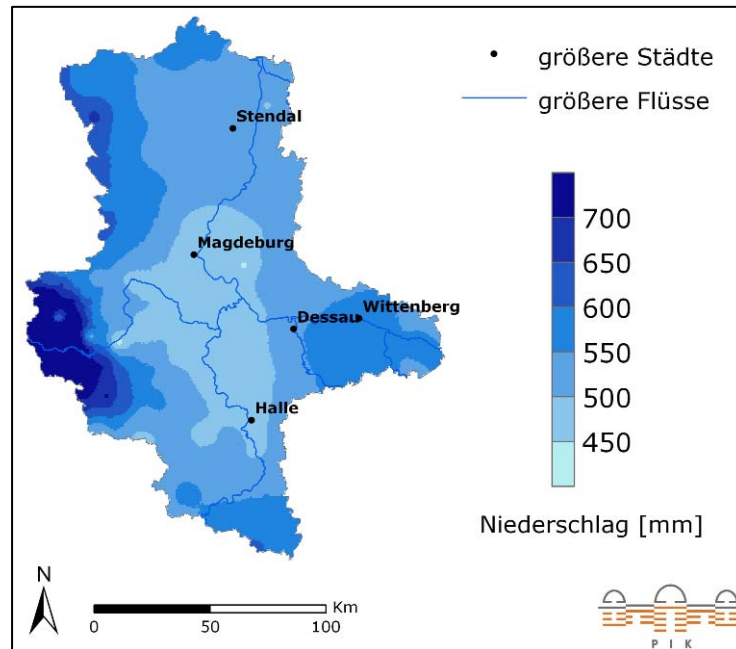 größere Städte
größere Flüsse
Stendal
Magdeburg
Wittenberg
Dessau
Halle
700
650
600
550
500
450
Niederschlag [mm]
N
Km
0 50 100
P I K